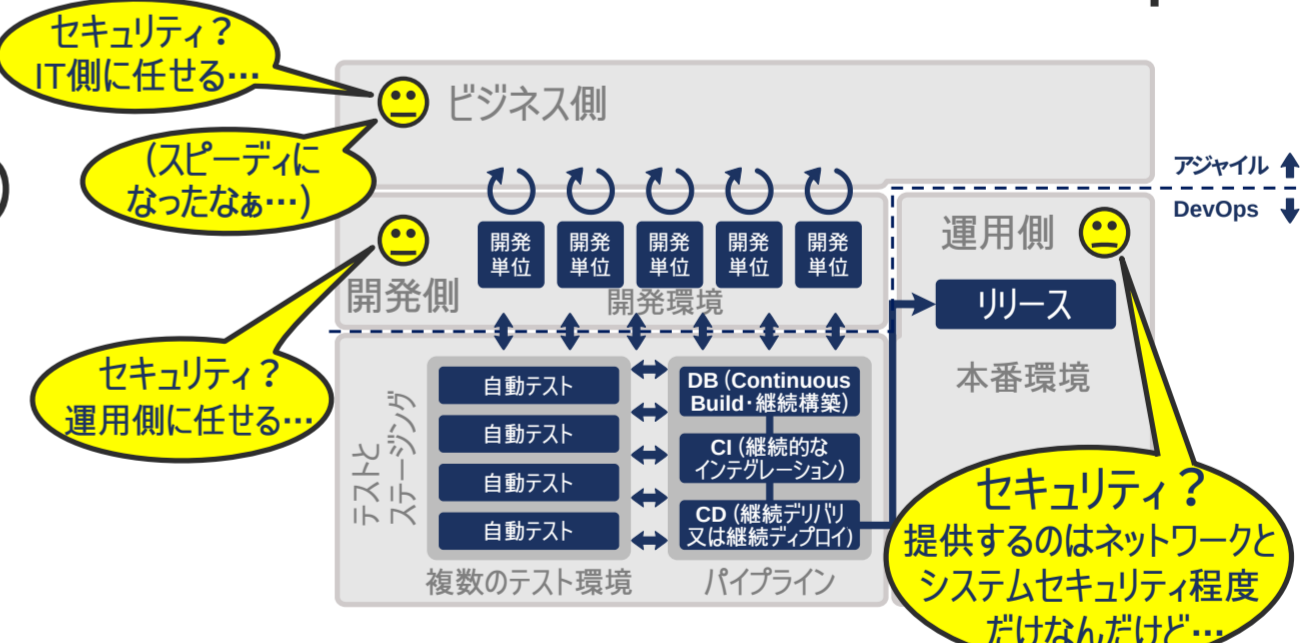 セキュリティ？
IT側に任せる…
ビジネス側
(スピーディに
なったなぁ…)
アジャイル
DevOps
開発側
開発
単位
開発
単位
開発
単位
開発
単位
開発
単位
開発環境
運用側
リリース
本番環境
セキュリティ？
運用側に任せる…
テストと
ステージング
自動テスト
自動テスト
自動テスト
自動テスト
複数のテスト環境
DB (Continuous
Build･継続構築)
CI (継続的な
インテグレーション)
CD (継続デリバリ
又は継続ディプロイ)
パイプライン
セキュリティ？
提供するのはネットワークと
システムセキュリティ程度
だけなんだけど…